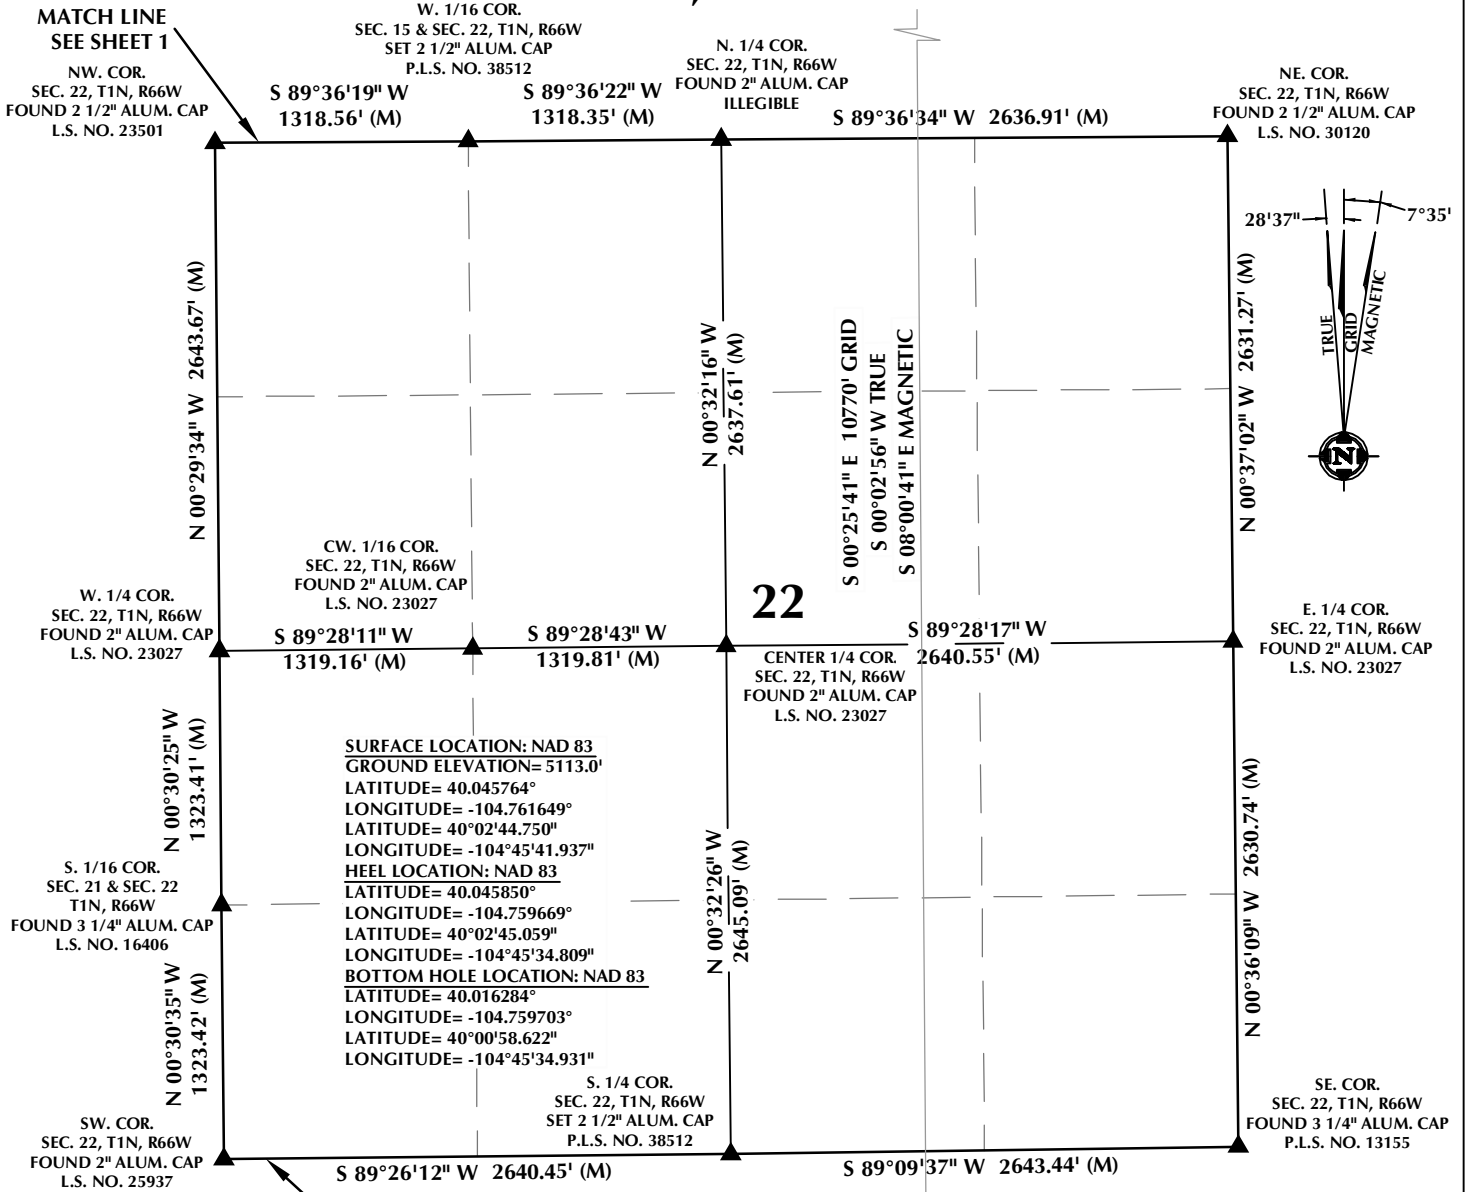 MATCH LINE
SEE SHEET 1
W. 1/16 COR.
SEC. 15 & SEC. 22, T1N, R66W
SET 2 1/2" ALUM. CAP
P.L.S. NO. 38512
NW. COR.
SEC. 22, T1N, R66W
FOUND 2 1/2" ALUM. CAP
L.S. NO. 23501
N. 1/4 COR.
SEC. 22, T1N, R66W
FOUND 2" ALUM. CAP
ILLEGIBLE
NE. COR.
SEC. 22, T1N, R66W
FOUND 2 1/2" ALUM. CAP
L.S. NO. 30120
S 89°36'19" W
1318.56' (M)
S 89°36'22" W
1318.35' (M)
S 89°36'34" W 2636.91' (M)
28'37"
7°35'
TRUE
GRID
MAGNETIC
N
N 00°29'34" W 2643.67' (M)
N 00°32'16" W
2637.61' (M)
S 00°25'41" E 10770' GRID
S 00°02'56" W TRUE
S 08°00'41" E MAGNETIC
N 00°37'02" W 2631.27' (M)
CW. 1/16 COR.
SEC. 22, T1N, R66W
FOUND 2" ALUM. CAP
L.S. NO. 23027
22
W. 1/4 COR.
SEC. 22, T1N, R66W
FOUND 2" ALUM. CAP
L.S. NO. 23027
S 89°28'11" W
1319.16' (M)
S 89°28'43" W
1319.81' (M)
S 89°28'17" W
2640.55' (M)
CENTER 1/4 COR.
SEC. 22, T1N, R66W
FOUND 2" ALUM. CAP
L.S. NO. 23027
E. 1/4 COR.
SEC. 22, T1N, R66W
FOUND 2" ALUM. CAP
L.S. NO. 23027
N 00°30'25" W
1323.41' (M)
SURFACE LOCATION: NAD 83
GROUND ELEVATION= 5113.0'
LATITUDE= 40.045764°
LONGITUDE= -104.761649°
LATITUDE= 40°02'44.750"
LONGITUDE= -104°45'41.937"
HEEL LOCATION: NAD 83
LATITUDE= 40.045850°
LONGITUDE= -104.759669°
LATITUDE= 40°02'45.059"
LONGITUDE= -104°45'34.809"
BOTTOM HOLE LOCATION: NAD 83
LATITUDE= 40.016284°
LONGITUDE= -104.759703°
LATITUDE= 40°00'58.622"
LONGITUDE= -104°45'34.931"
N 00°32'26" W
2645.09' (M)
N 00°36'09" W 2630.74' (M)
S. 1/16 COR.
SEC. 21 & SEC. 22
T1N, R66W
FOUND 3 1/4" ALUM. CAP
L.S. NO. 16406
N 00°30'35" W
1323.42' (M)
SW. COR.
SEC. 22, T1N, R66W
FOUND 2" ALUM. CAP
L.S. NO. 25937
S. 1/4 COR.
SEC. 22, T1N, R66W
SET 2 1/2" ALUM. CAP
P.L.S. NO. 38512
SE. COR.
SEC. 22, T1N, R66W
FOUND 3 1/4" ALUM. CAP
P.L.S. NO. 13155
S 89°26'12" W 2640.45' (M)
S 89°09'37" W 2643.44' (M)